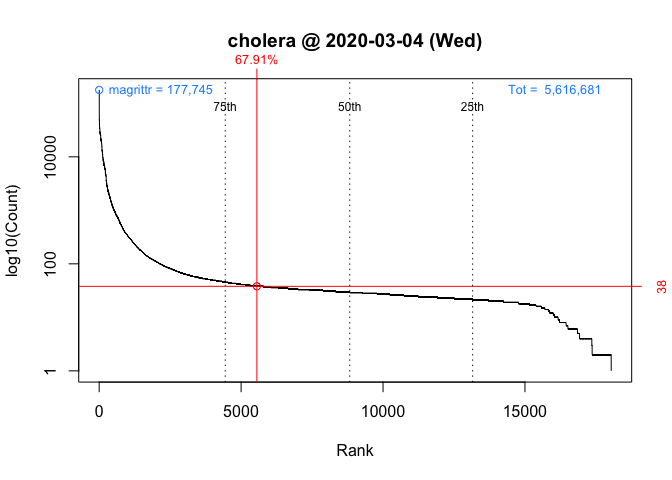 cholera @ 2020-03-04 (Wed)
67.91%
magrittr = 177,745
Tot = 5,616,681
75th
50th
25th
log10(Count)
10000
100
1
38
0
5000
10000
15000
Rank